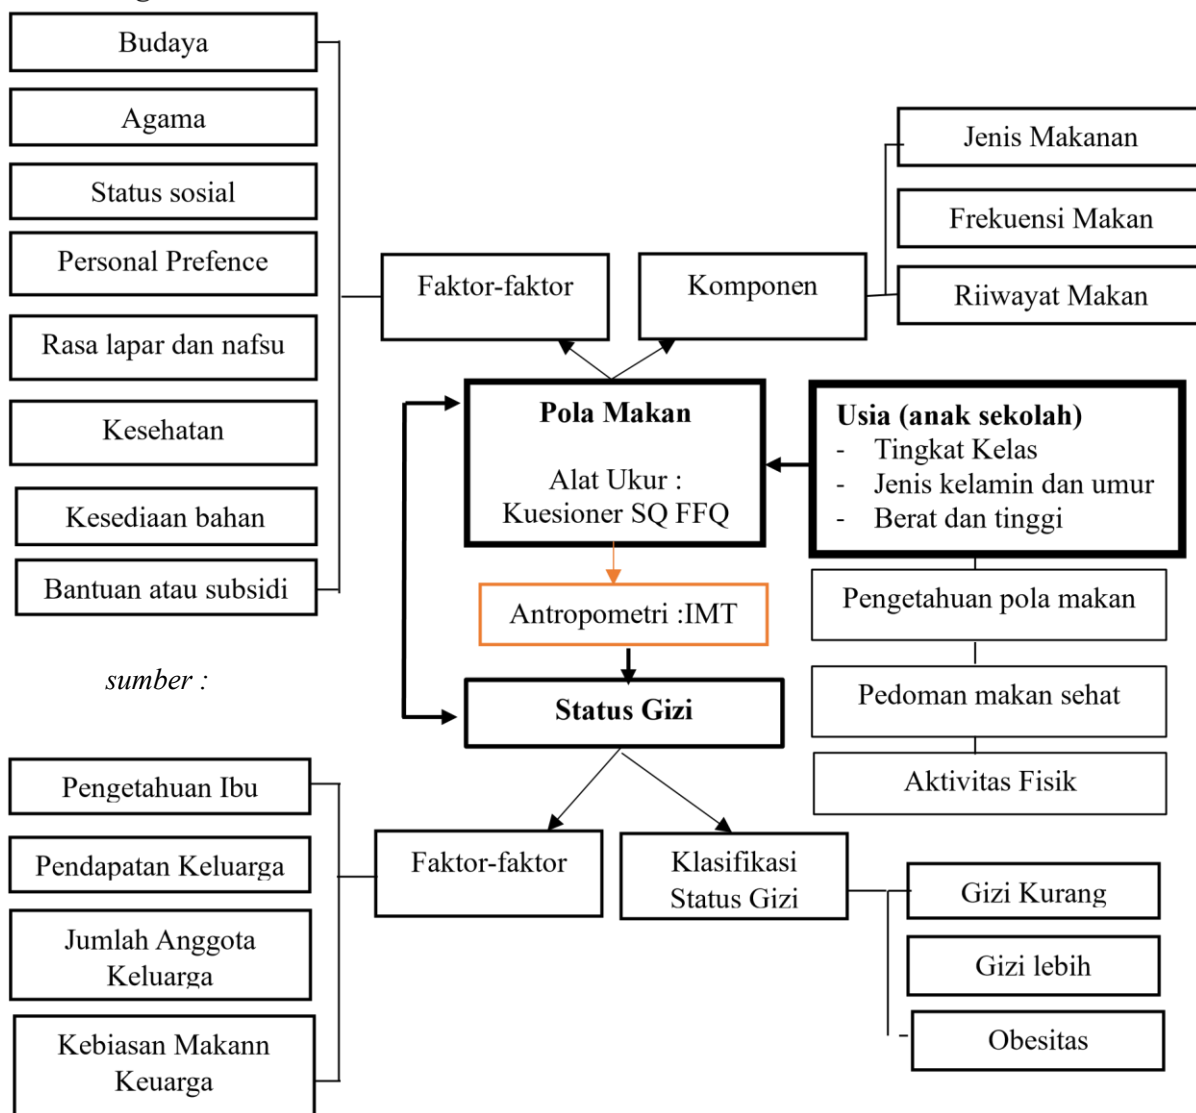 Budaya
Agama
Status sosial
Personal Prefence
Rasa lapar dan nafsu
Kesehatan
Kesediaan bahan
Bantuan atau subsidi
Faktor-faktor
Komponen
Jenis Makanan
Frekuensi Makan
Riiwayat Makan
Pola Makan
Alat Ukur :
Kuesioner SQ FFQ
Usia (anak sekolah)
- Tingkat Kelas
- Jenis kelamin dan umur
- Berat dan tinggi
Antropometri :IMT
Pengetahuan pola makan
Pedoman makan sehat
Aktivitas Fisik
sumber :
Status Gizi
Pengetahuan Ibu
Pendapatan Keluarga
Jumlah Anggota
Keluarga
Kebiasan Makann
Keuarga
Faktor-faktor
Klasifikasi
Status Gizi
Gizi Kurang
Gizi lebih
Obesitas